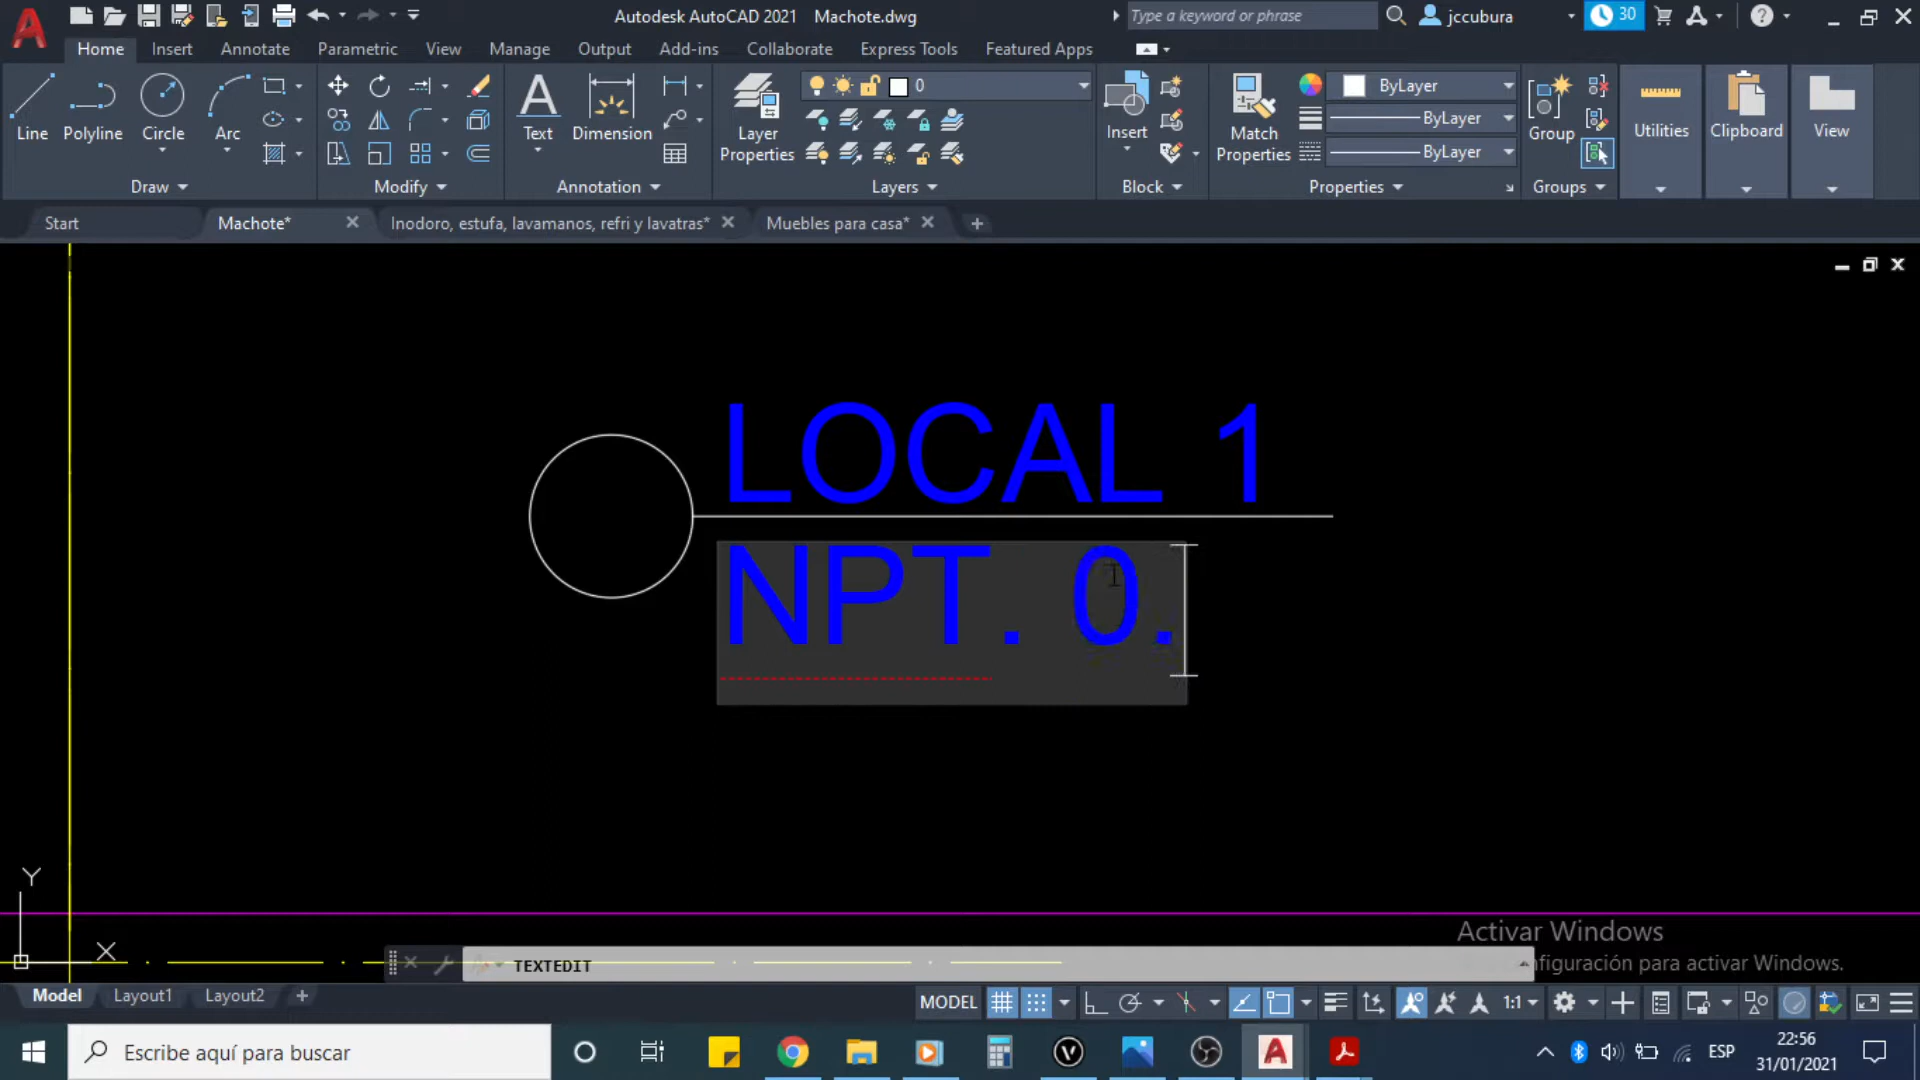 Autodesk AutoCAD 2021 Machote.dwg
Type a keyword or phrase
jccubura
30
Home Insert Annotate Parametric View Manage Output Add-ins Collaborate Express Tools Featured Apps
Line Polyline Circle Arc
Text Dimension
Layer Properties
0
Insert
Match Properties
ByLayer
ByLayer
ByLayer
Group
Utilities Clipboard View
Draw Modify Annotation Layers Block Properties Groups
Start Machote* Inodoro, estufa, lavamanos, refri y lavatras* Muebles para casa*
LOCAL 1
NPT. 0.
Y
X
Activar Windows
nfiguración para activar Windows.
TEXTEDIT
Model Layout1 Layout2
MODEL
1:1
Escribe aquí para buscar
ESP
22:56
31/01/2021